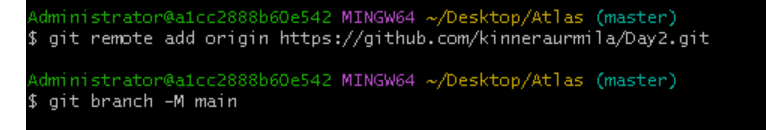 Administrator@a1cc2888b60e542 MINGW64 ~/Desktop/Atlas (master)
$ git remote add origin https://github.com/kinneraurmila/Day2.git
Administrator@a1cc2888b60e542 MINGW64 ~/Desktop/Atlas (master)
$ git branch -M main